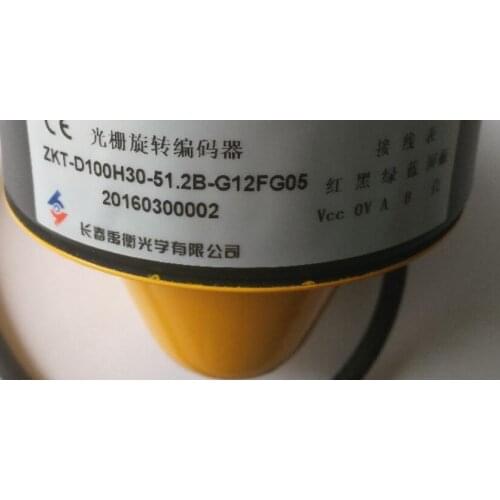 CE
光栅旋转编码器
ZKT-D100H30-51.2B-G12FG05
20160300002
长春禹衡光学有限公司
接 线 表
红 黑 绿 蓝 屏蔽
Vcc 0V A B